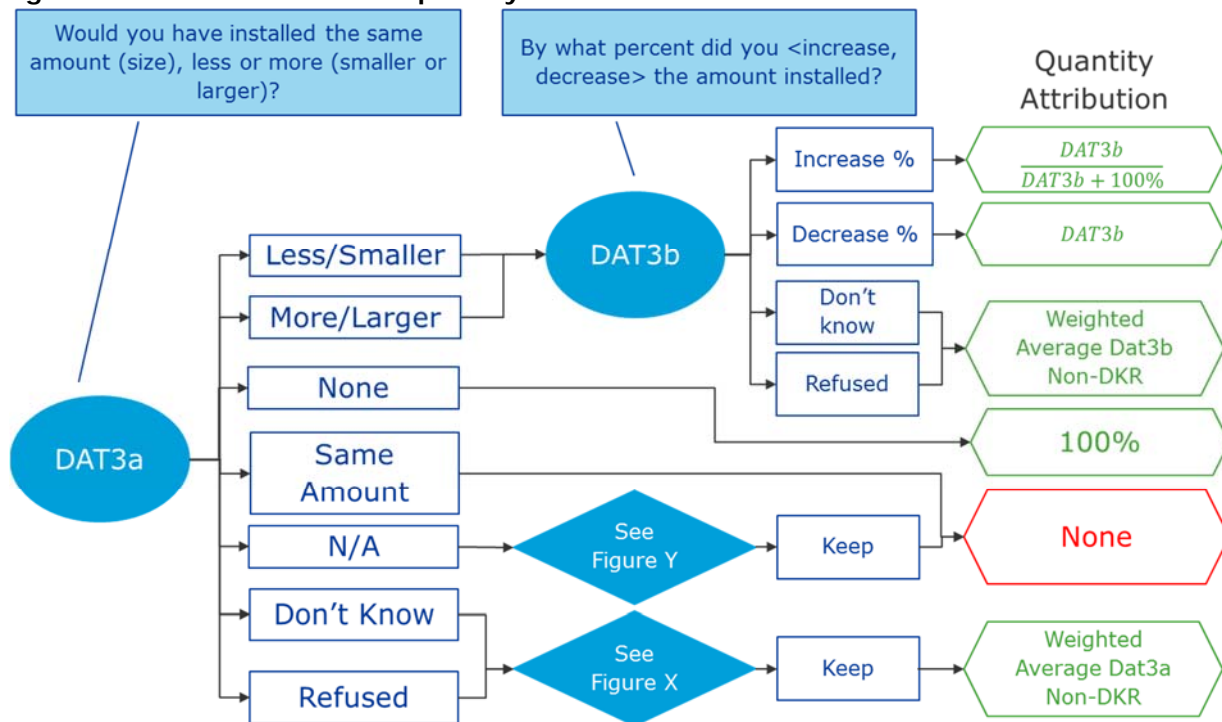 Would you have installed the same
amount (size), less or more (smaller or
larger)?
By what percent did you <increase,
decrease> the amount installed?
Quantity
Attribution
DAT3a
Less/Smaller
More/Larger
None
Same
Amount
N/A
Don't Know
Refused
DAT3b
See
Figure Y
See
Figure X
Increase %
Decrease %
Don't
know
Refused
Keep
Keep
DAT3b
DAT3b + 100%
DAT3b
Weighted
Average Dat3b
Non-DKR
100%
None
Weighted
Average Dat3a
Non-DKR